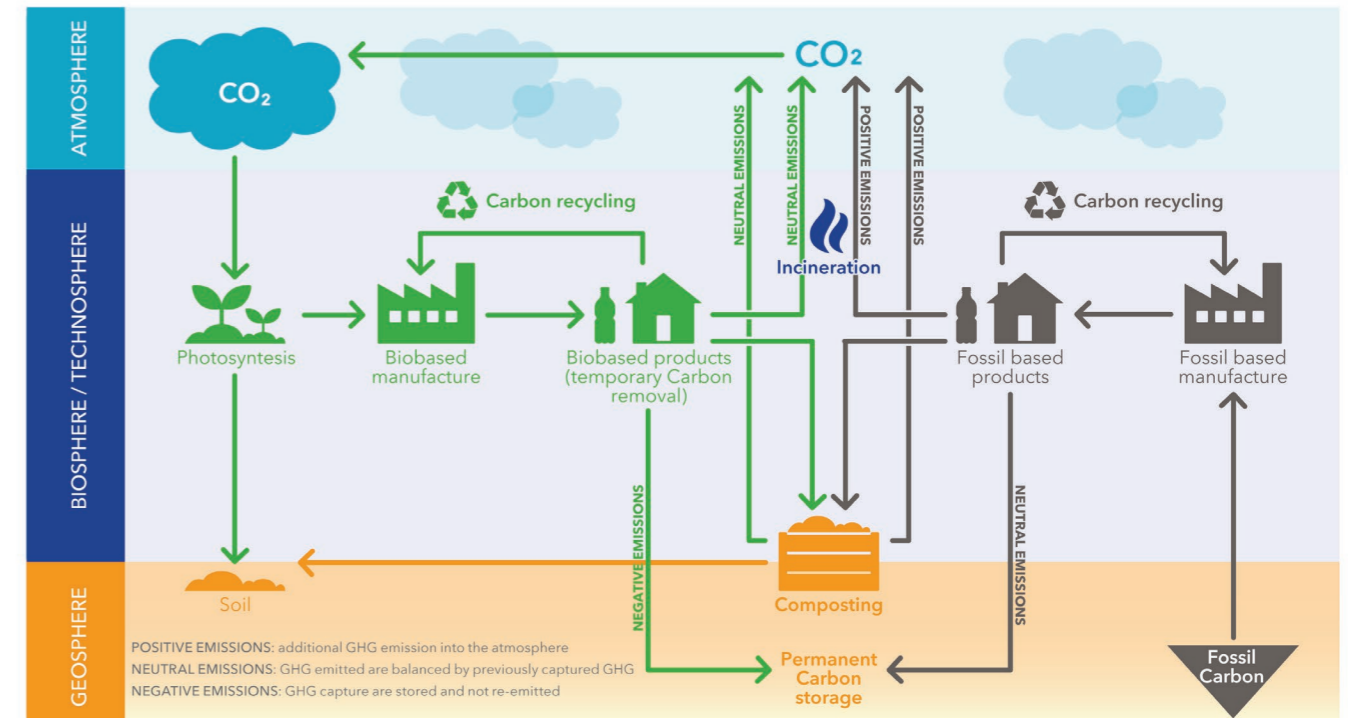 ATMOSPHERE
CO₂
CO₂
NEUTRAL EMISSIONS
NEUTRAL EMISSIONS
POSITIVE EMISSIONS
POSITIVE EMISSIONS
BIOSPHERE / TECHNOSPHERE
Carbon recycling
Carbon recycling
Incineration
Photosyntesis
Biobased
manufacture
Biobased products
(temporary Carbon
removal)
Fossil based
products
Fossil based
manufacture
NEGATIVE EMISSIONS
NEUTRAL EMISSIONS
GEOSPHERE
Soil
Composting
POSITIVE EMISSIONS: additional GHG emission into the atmosphere
NEUTRAL EMISSIONS: GHG emitted are balanced by previously captured GHG
NEGATIVE EMISSIONS: GHG capture are stored and not re-emitted
Permanent
Carbon
storage
Fossil
Carbon